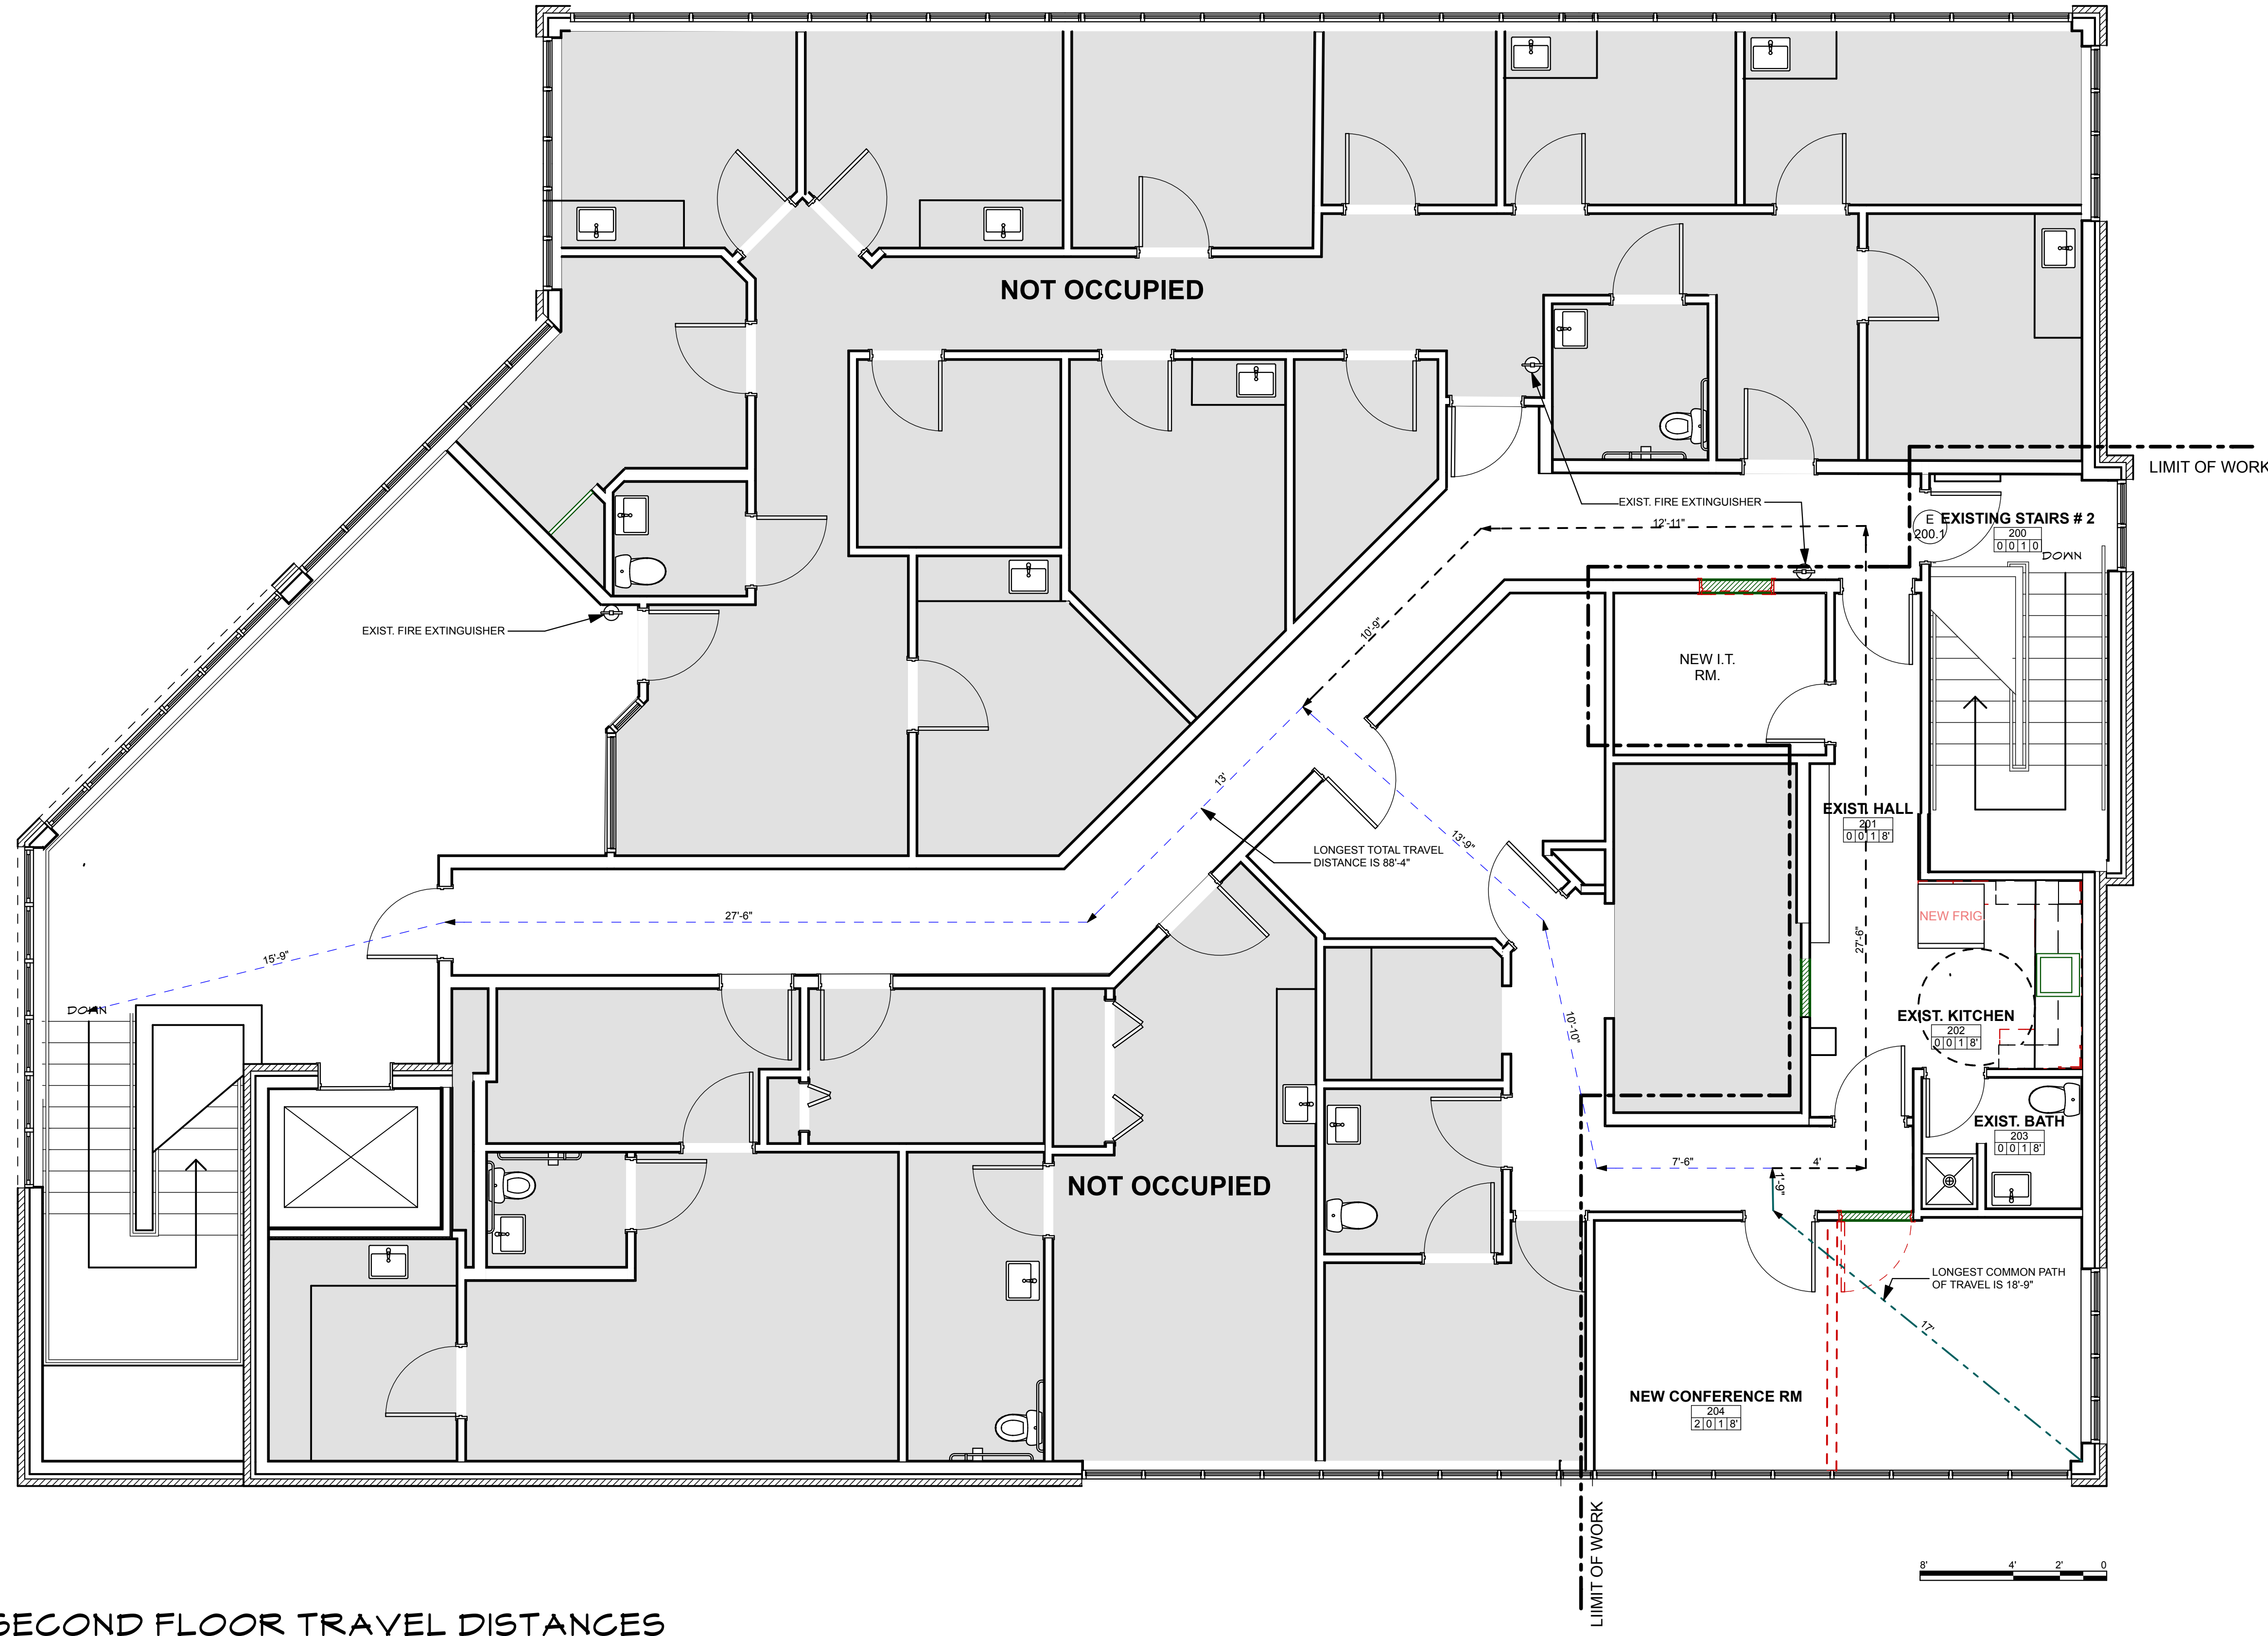 NOT OCCUPIED
LIMIT OF WORK
EXIST. FIRE EXTINGUISHER
12'-11"
E
200.1
EXISTING STAIRS # 2
200
0 0 1 0
DOWN
EXIST. FIRE EXTINGUISHER
10'-9"
NEW I.T.
RM.
13'
EXIST. HALL
201
0 0 1 8'
13'-9"
LONGEST TOTAL TRAVEL
DISTANCE IS 88'-4"
27'-6"
NEW FRIG
27'-6"
15'-9"
DOWN
10'-10"
EXIST. KITCHEN
202
0 0 1 8'
EXIST. BATH
203
0 0 1 8'
7'-6"
4'
1'-9"
NOT OCCUPIED
LONGEST COMMON PATH
OF TRAVEL IS 18'-9"
17'
NEW CONFERENCE RM
204
2 0 1 8'
LIIMIT OF WORK
8' 4' 2' 0
SECOND FLOOR TRAVEL DISTANCES